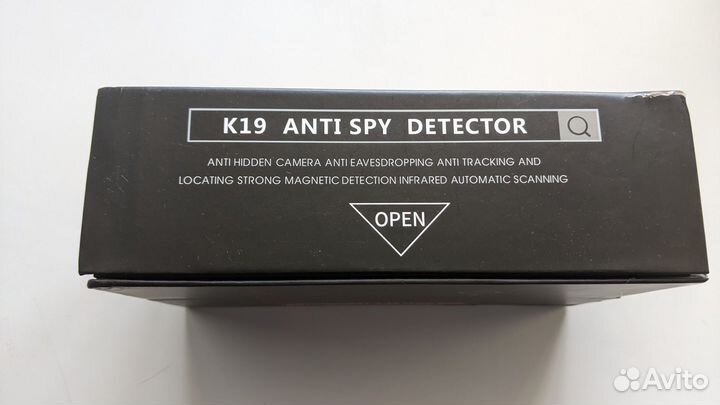 K19 ANTI SPY DETECTOR
ANTI HIDDEN CAMERA ANTI EAVESDROPPING ANTI TRACKING AND
LOCATING STRONG MAGNETIC DETECTION INFRARED AUTOMATIC SCANNING
OPEN
Avito